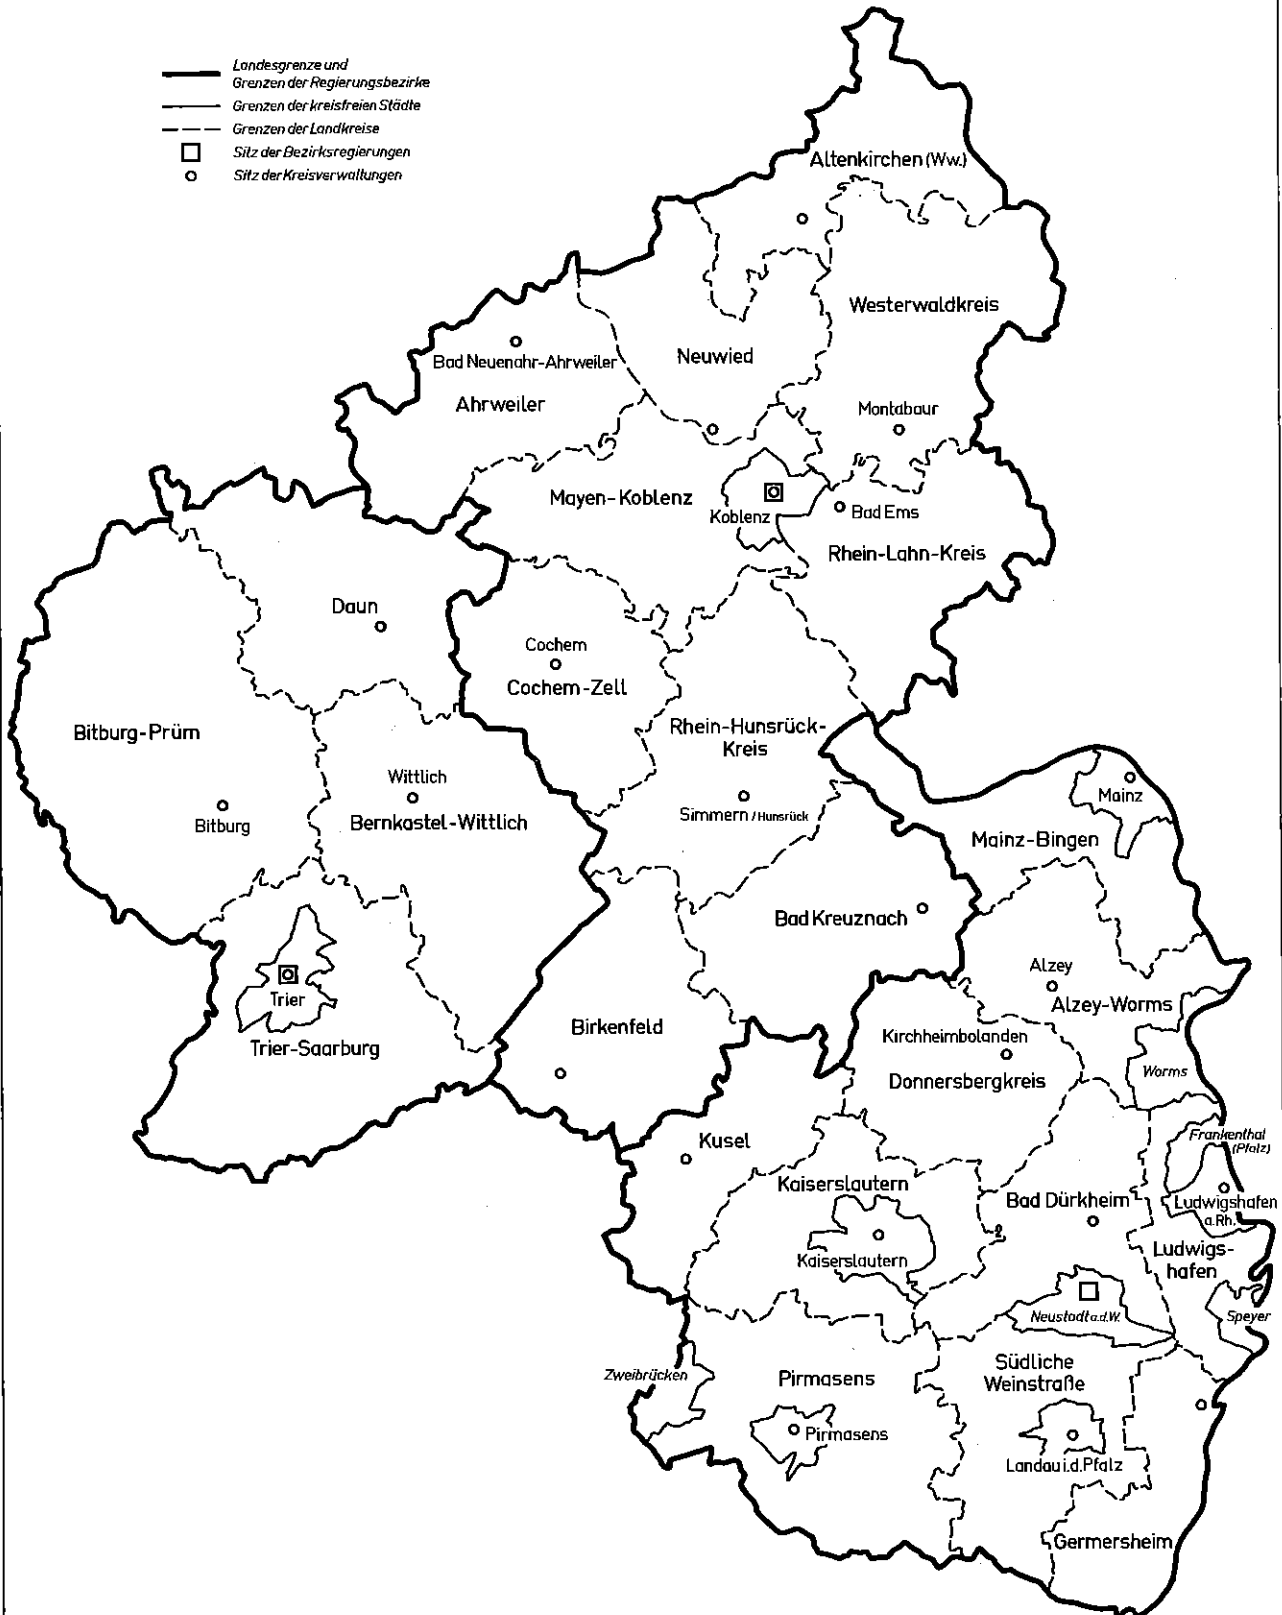 Landesgrenze und
Grenzen der Regierungsbezirke
Grenzen der kreisfreien Städte
Grenzen der Landkreise
Sitz der Bezirksregierungen
Sitz der Kreisverwaltungen
Altenkirchen (Ww.)
Westerwaldkreis
Neuwied
Bad Neuenahr-Ahrweiler
Ahrweiler
Montabaur
Mayen-Koblenz
Koblenz
Bad Ems
Rhein-Lahn-Kreis
Daun
Cochem
Cochem-Zell
Bitburg-Prüm
Rhein-Hunsrück-
Kreis
Wittlich
Bitburg
Bernkastel-Wittlich
Simmern/Hunsrück
Mainz
Mainz-Bingen
Bad Kreuznach
Alzey
Alzey-Worms
Trier
Trier-Saarburg
Birkenfeld
Kirchheimbolanden
Donnersbergkreis
Worms
Kusel
Frankenthal
(Pfalz)
Kaiserslautern
Bad Dürkheim
Ludwigshafen
a.Rh.
Kaiserslautern
Ludwigs-
hafen
Neustadt a.d.W.
Speyer
Zweibrücken
Pirmasens
Südliche
Weinstraße
Pirmasens
Landau i.d.Pfalz
Germersheim